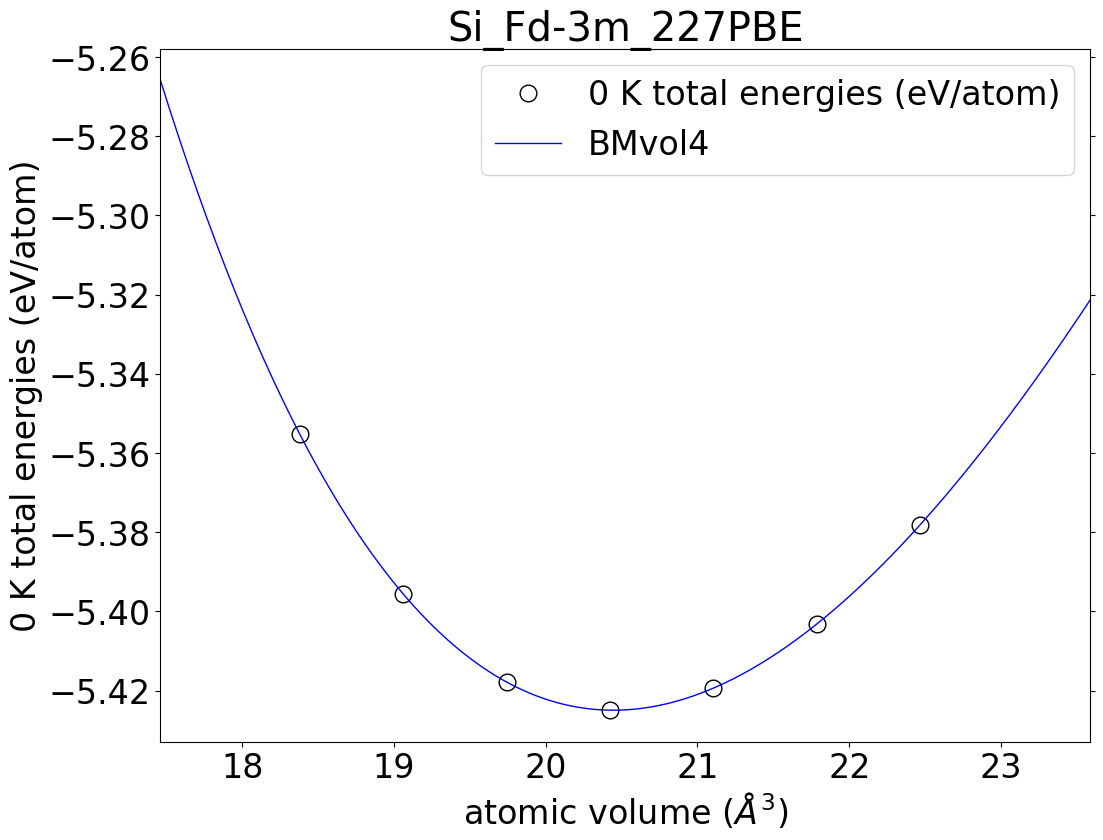 Si_Fd-3m_227PBE
0 K total energies (eV/atom)
BMvol4
0 K total energies (eV/atom)
−5.26
−5.28
−5.30
−5.32
−5.34
−5.36
−5.38
−5.40
−5.42
18 19 20 21 22 23
atomic volume (Å³)